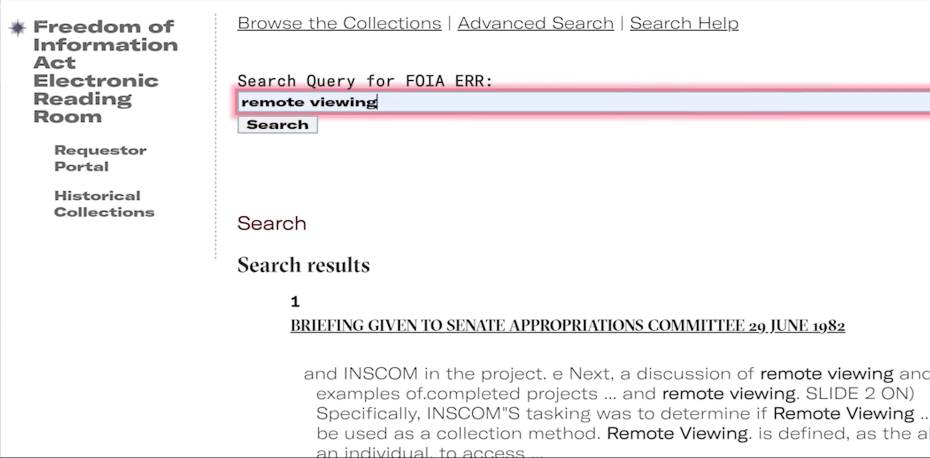 Freedom of
Information
Act
Electronic
Reading
Room
Requestor
Portal
Historical
Collections
Browse the Collections | Advanced Search | Search Help
Search Query for FOIA ERR:
remote viewing
Search
Search
Search results
1
BRIEFING GIVEN TO SENATE APPROPRIATIONS COMMITTEE 29 JUNE 1982
and INSCOM in the project. e Next, a discussion of remote viewing and
examples of.completed projects ... and remote viewing. SLIDE 2 ON)
Specifically, INSCOM"S tasking was to determine if Remote Viewing ..
be used as a collection method. Remote Viewing. is defined, as the
an individual, to access ...